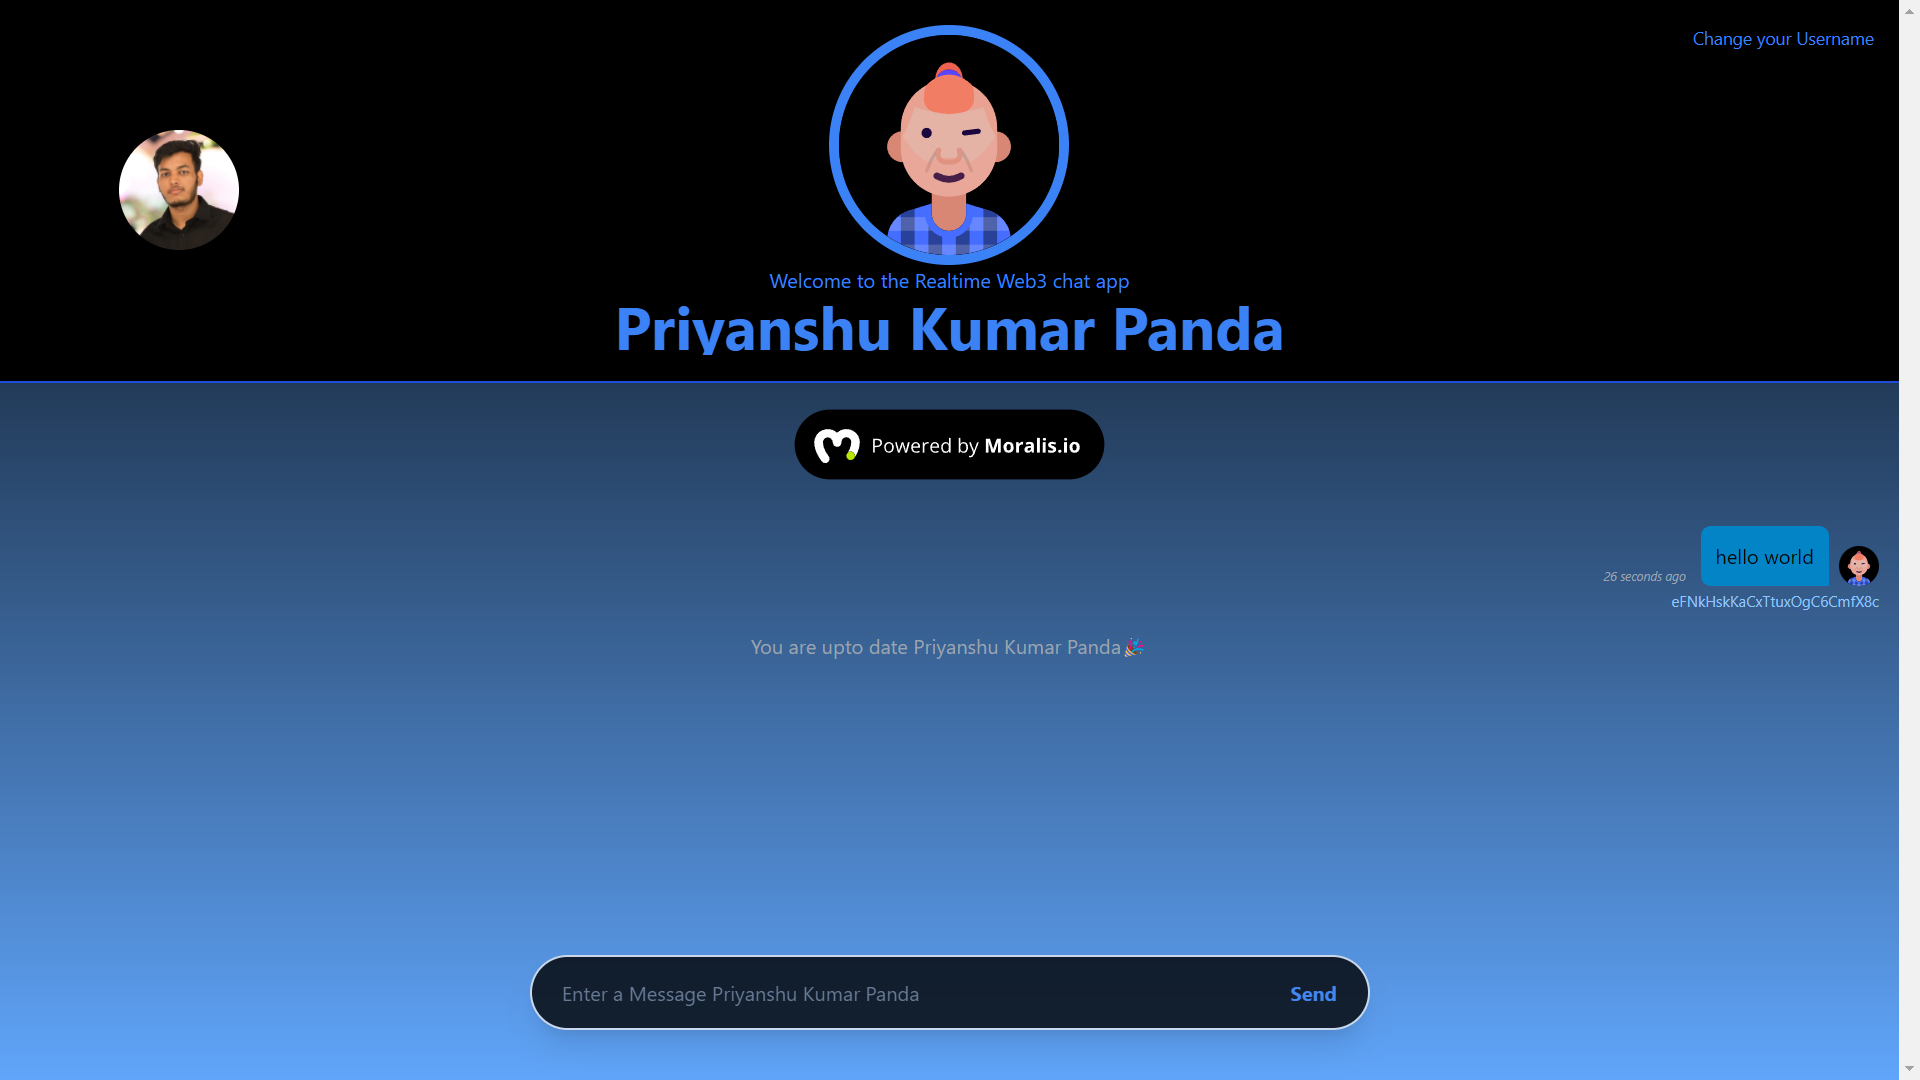 Change your Username
Welcome to the Realtime Web3 chat app
Priyanshu Kumar Panda
Powered by Moralis.io
hello world
26 seconds ago
eFNkHskKaCxTtuxOgC6CmfX8c
You are upto date Priyanshu Kumar Panda🎉
Enter a Message Priyanshu Kumar Panda
Send